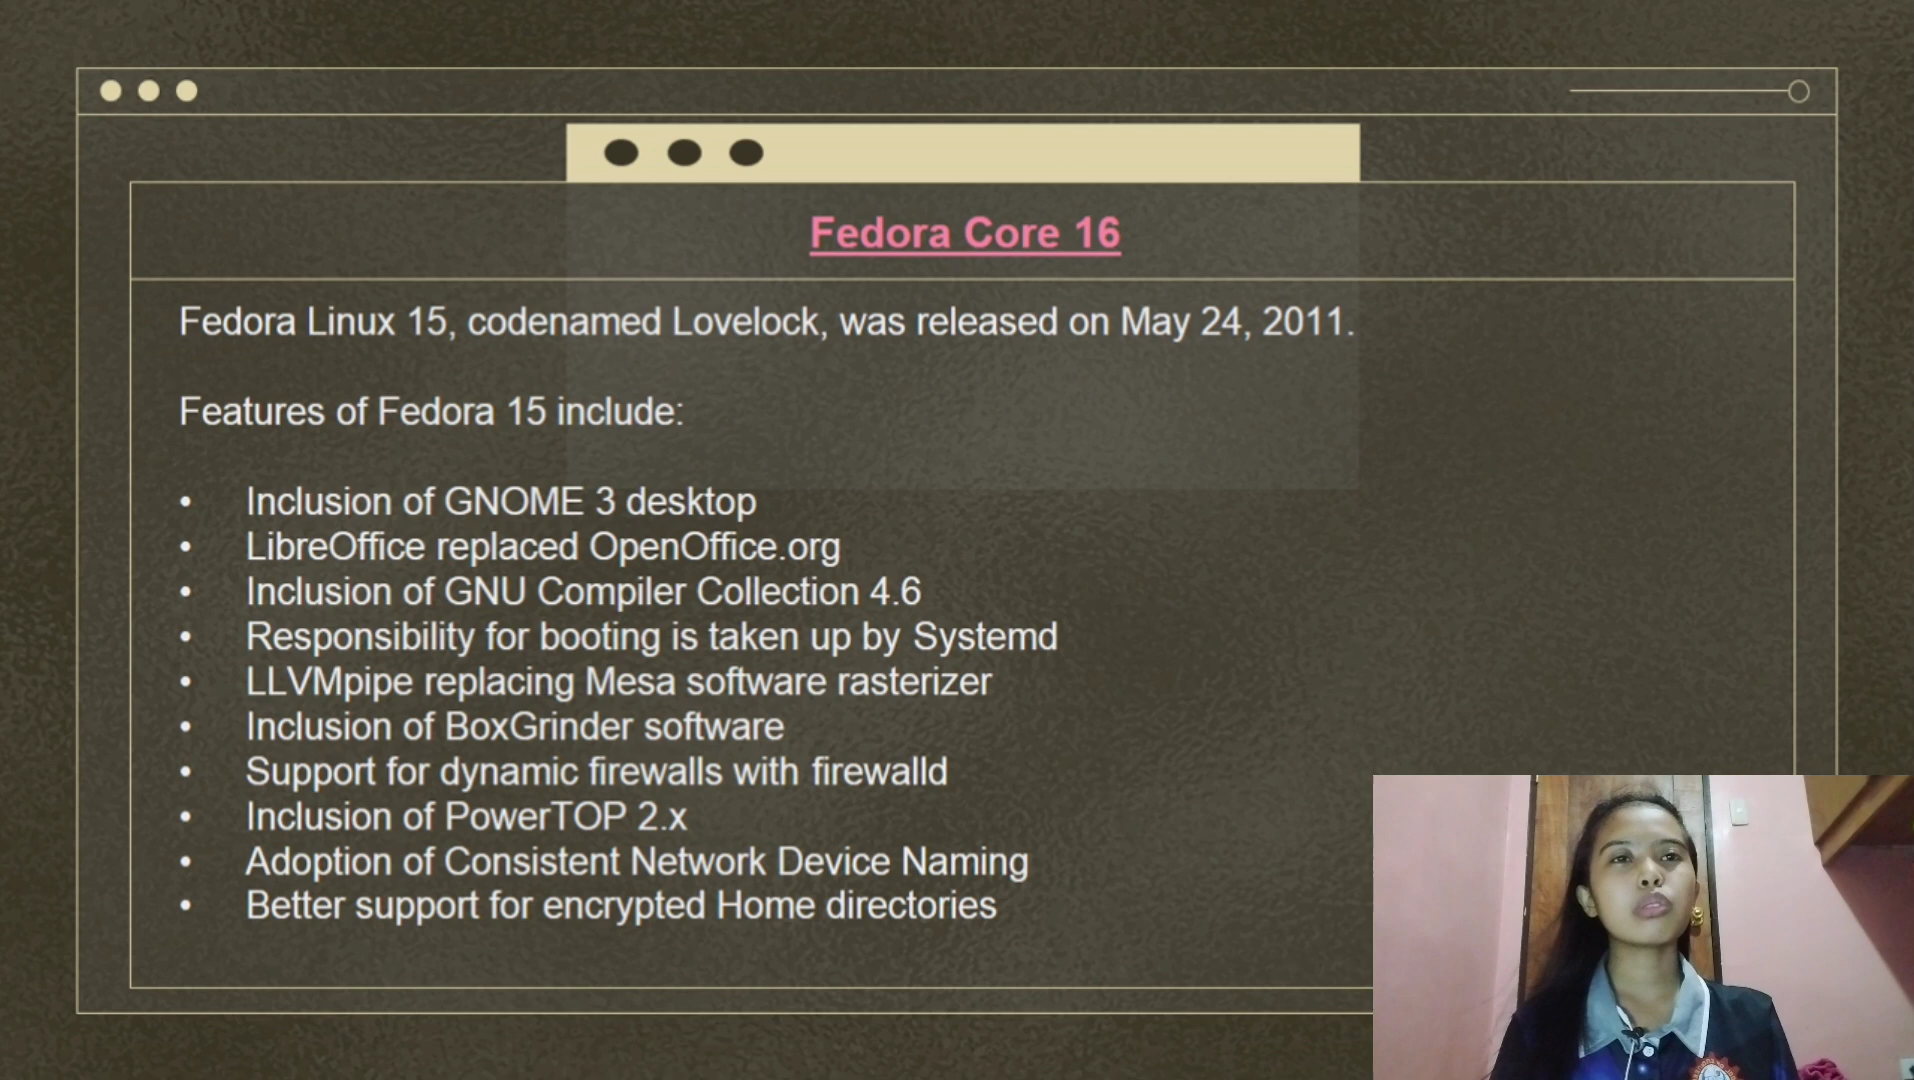 Fedora Core 16
Fedora Linux 15, codenamed Lovelock, was released on May 24, 2011.
Features of Fedora 15 include:
• Inclusion of GNOME 3 desktop
• LibreOffice replaced OpenOffice.org
• Inclusion of GNU Compiler Collection 4.6
• Responsibility for booting is taken up by Systemd
• LLVMpipe replacing Mesa software rasterizer
• Inclusion of BoxGrinder software
• Support for dynamic firewalls with firewalld
• Inclusion of PowerTOP 2.x
• Adoption of Consistent Network Device Naming
• Better support for encrypted Home directories